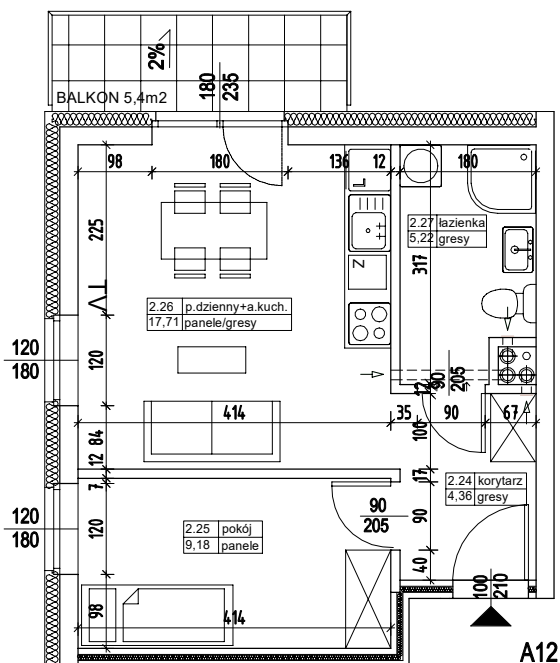 2%
BALKON 5,4m2
180
235
98
180
136
12
180
L
225
317
2.27 łazienka
5,22 gresy
Z
TV
2.26 p.dzienny+a.kuch.
17,71 panele/gresy
120
180
120
90
205
12
414
35
90
67
100
84
12
17
2.24 korytarz
4,36 gresy
7
120
180
120
2.25 pokój
9,18 panele
90
205
90
40
98
414
100
210
A12